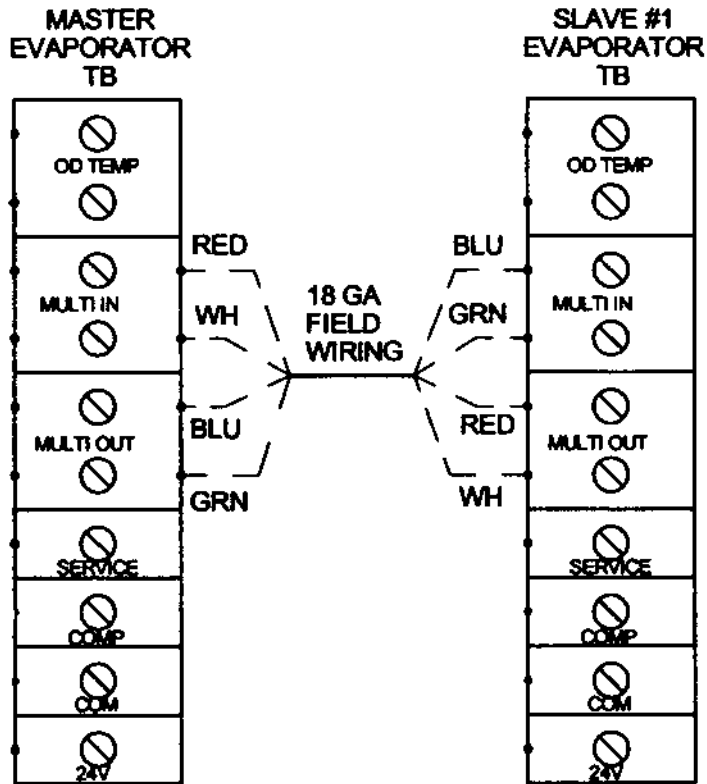 MASTER
EVAPORATOR
TB
OD TEMP
MULTI IN
MULTI OUT
SERVICE
COMP
COM
24V
RED
WH
BLU
GRN
18 GA
FIELD
WIRING
BLU
GRN
RED
WH
SLAVE #1
EVAPORATOR
TB
OD TEMP
MULTI IN
MULTI OUT
SERVICE
COMP
COM
24V